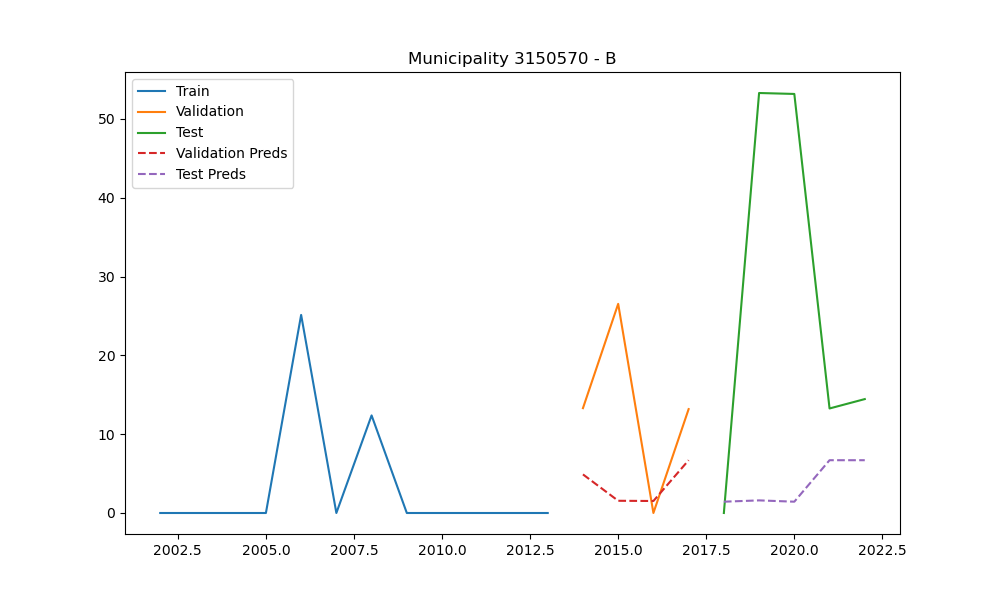 Municipality 3150570 - B
Train
Validation
Test
Validation Preds
Test Preds
50
40
30
20
10
0
2002.5 2005.0 2007.5 2010.0 2012.5 2015.0 2017.5 2020.0 2022.5